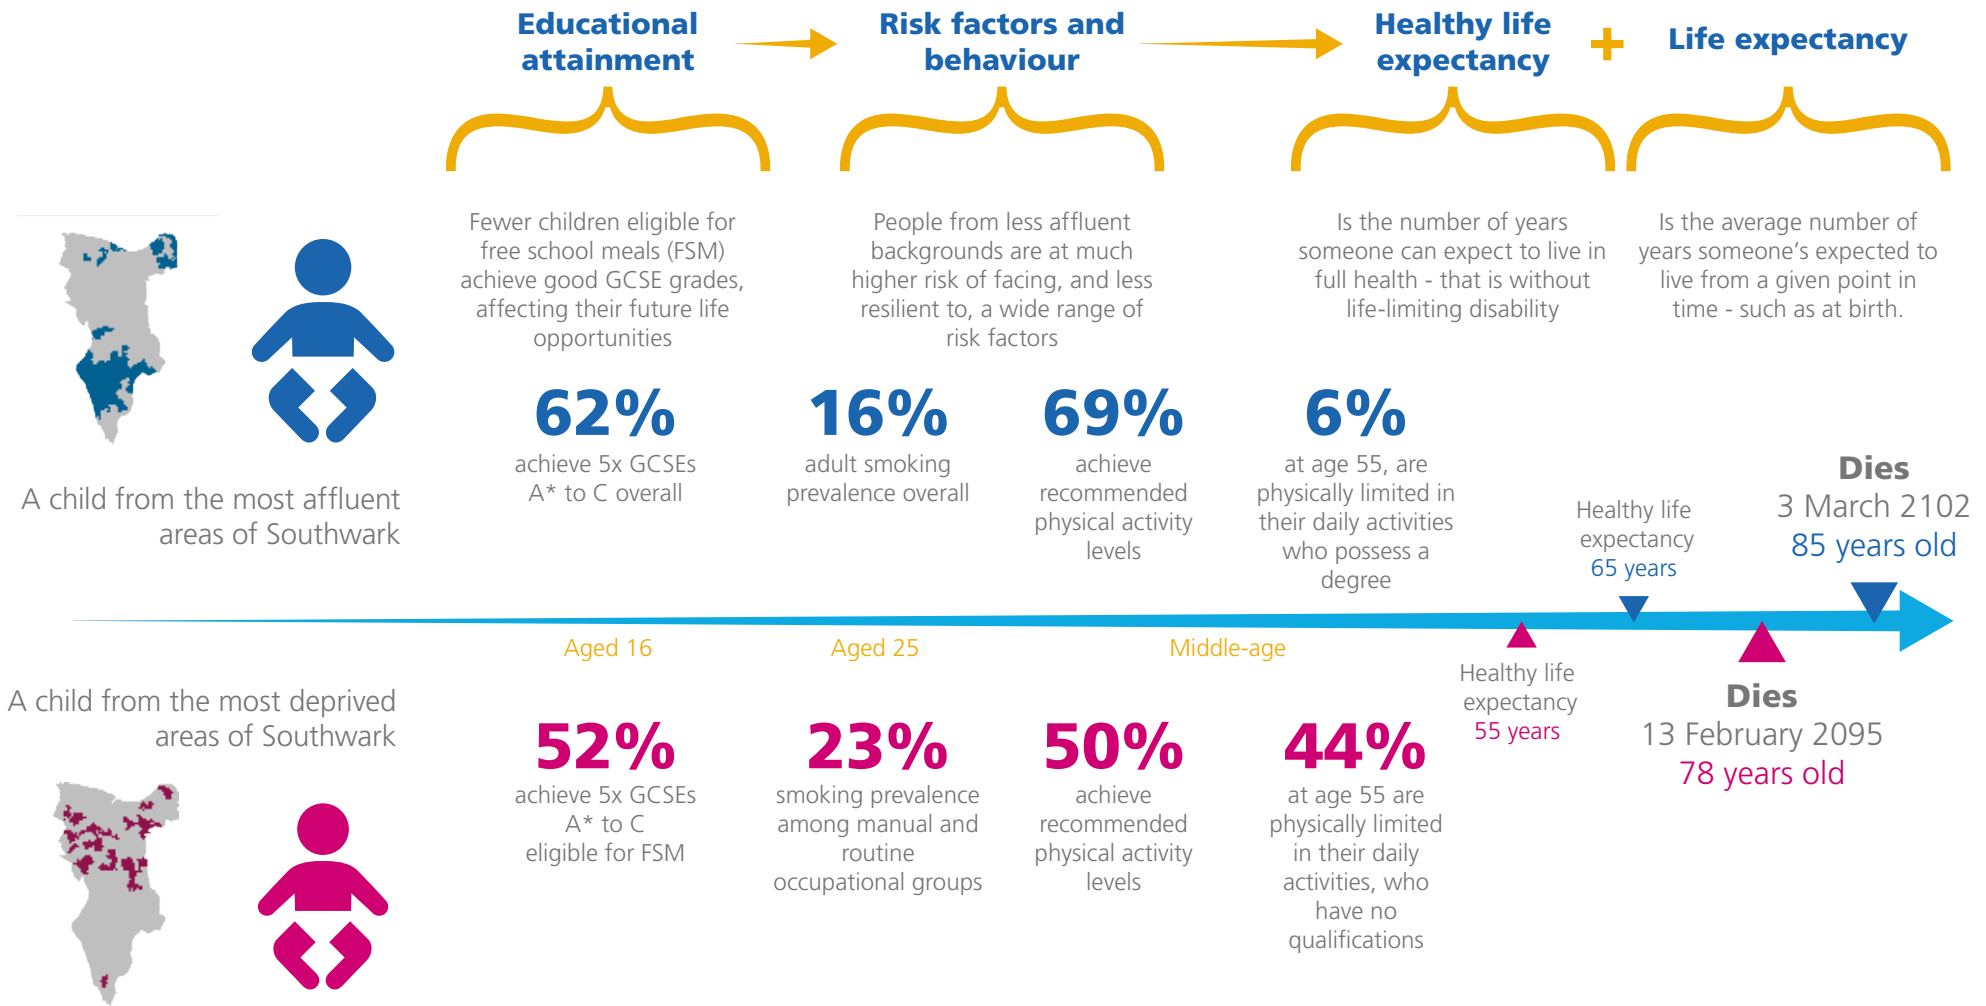 Educational
attainment
Risk factors and
behaviour
Healthy life
expectancy
+
Life expectancy
Fewer children eligible for
free school meals (FSM)
achieve good GCSE grades,
affecting their future life
opportunities
People from less affluent
backgrounds are at much
higher risk of facing, and less
resilient to, a wide range of
risk factors
Is the number of years
someone can expect to live in
full health - that is without
life-limiting disability
Is the average number of
years someone's expected to
live from a given point in
time - such as at birth.
A child from the most affluent
areas of Southwark
62%
achieve 5x GCSEs
A* to C overall
16%
adult smoking
prevalence overall
69%
achieve
recommended
physical activity
levels
6%
at age 55, are
physically limited in
their daily activities
who possess a
degree
Healthy life
expectancy
65 years
Dies
3 March 2102
85 years old
Aged 16
Aged 25
Middle-age
A child from the most deprived
areas of Southwark
52%
achieve 5x GCSEs
A* to C
eligible for FSM
23%
smoking prevalence
among manual and
routine
occupational groups
50%
achieve
recommended
physical activity
levels
44%
at age 55 are
physically limited
in their daily
activities, who
have no
qualifications
Healthy life
expectancy
55 years
Dies
13 February 2095
78 years old